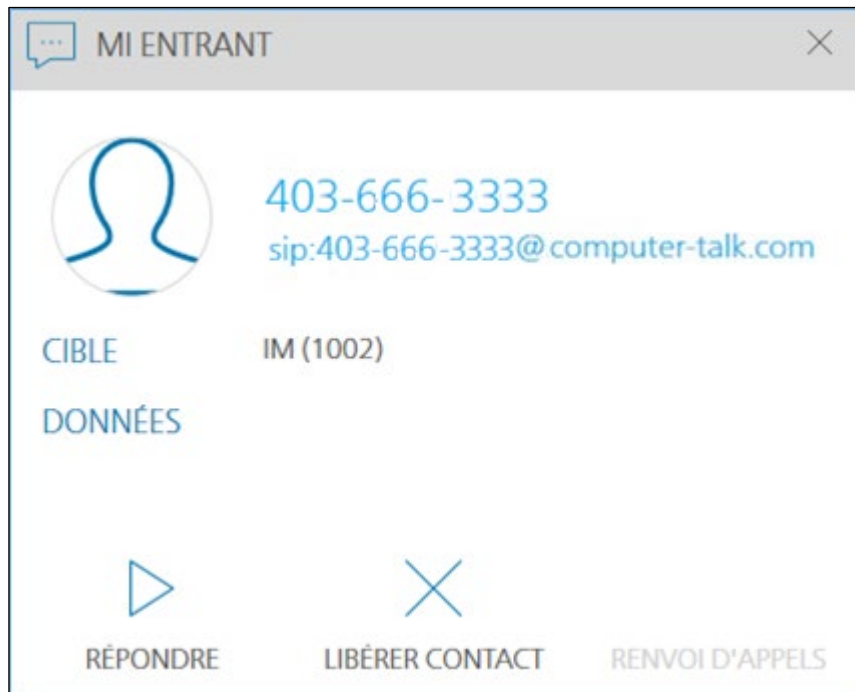 MI ENTRANT
403-666-3333
sip:403-666-3333@computer-talk.com
CIBLE IM (1002)
DONNÉES
RÉPONDRE LIBÉRER CONTACT RENVOI D'APPELS